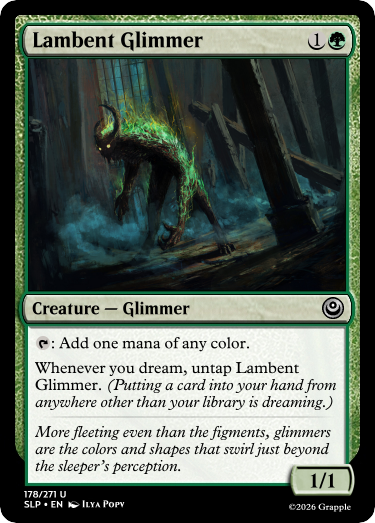 Lambent Glimmer 1
Creature — Glimmer
: Add one mana of any color.
Whenever you dream, untap Lambent
Glimmer. (Putting a card into your hand from
anywhere other than your library is dreaming.)
More fleeting even than the figments, glimmers
are the colors and shapes that swirl just beyond
the sleeper's perception.
1/1
178/271 U
SLP • EN Ilya Popv
©2026 Grapple